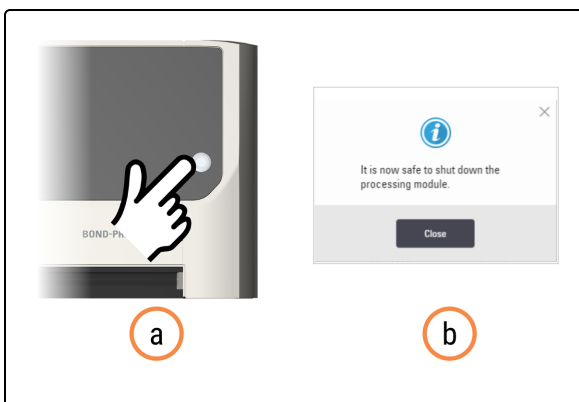 BOND-PR
It is now safe to shut down the
processing module.
Close
a
b